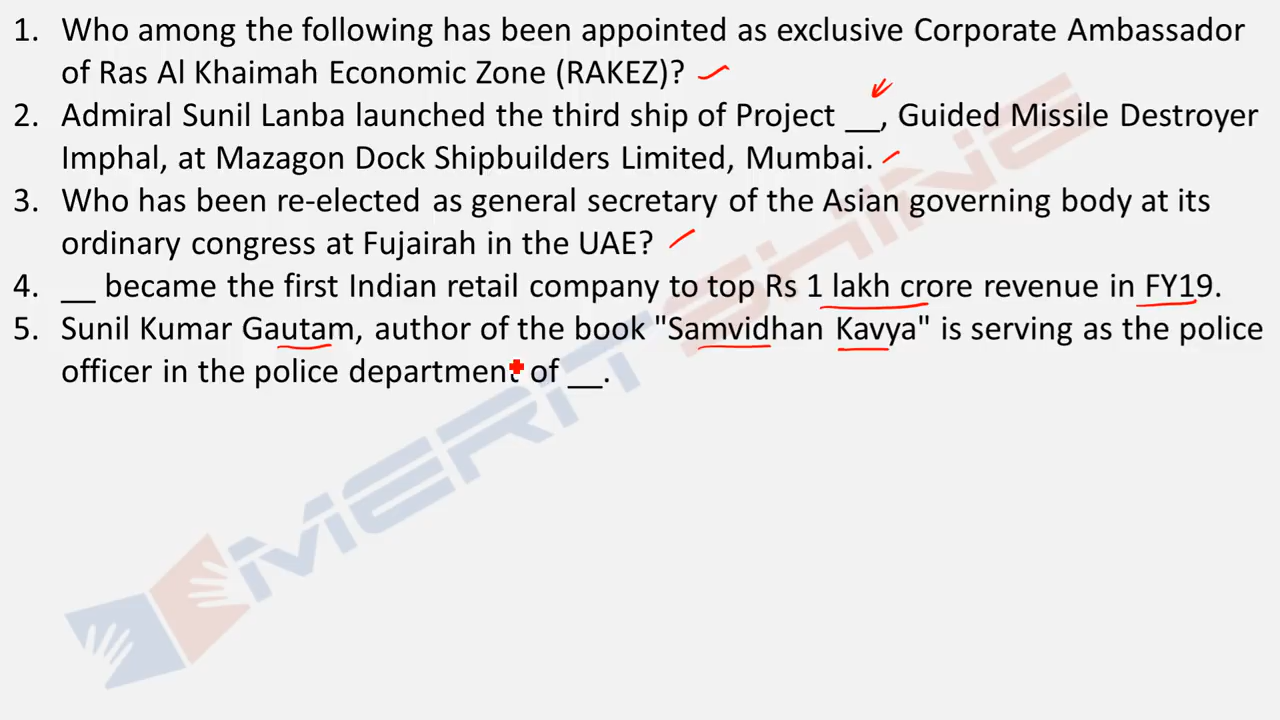 1. Who among the following has been appointed as exclusive Corporate Ambassador
of Ras Al Khaimah Economic Zone (RAKEZ)?
2. Admiral Sunil Lanba launched the third ship of Project __, Guided Missile Destroyer
Imphal, at Mazagon Dock Shipbuilders Limited, Mumbai.
3. Who has been re-elected as general secretary of the Asian governing body at its
ordinary congress at Fujairah in the UAE?
4. __ became the first Indian retail company to top Rs 1 lakh crore revenue in FY19.
5. Sunil Kumar Gautam, author of the book "Samvidhan Kavya" is serving as the police
officer in the police department of __.
MERIT SHINE